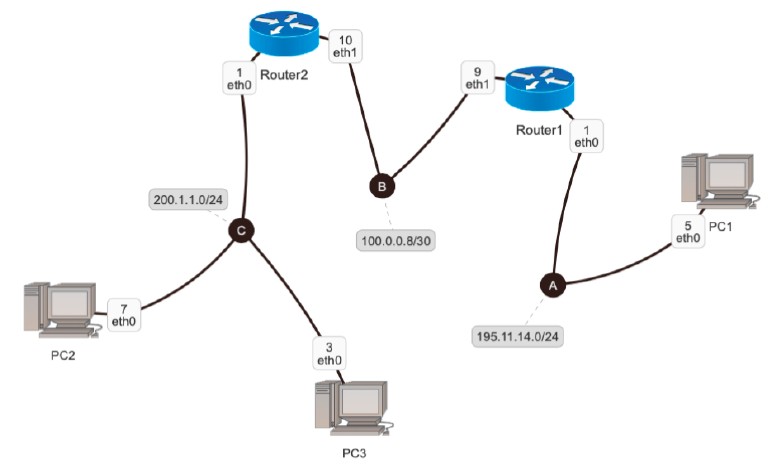 10
eth1
1
eth0
Router2
9
eth1
Router1
1
eth0
B
200.1.1.0/24
C
100.0.0.8/30
5
eth0
PC1
A
7
eth0
PC2
195.11.14.0/24
3
eth0
PC3